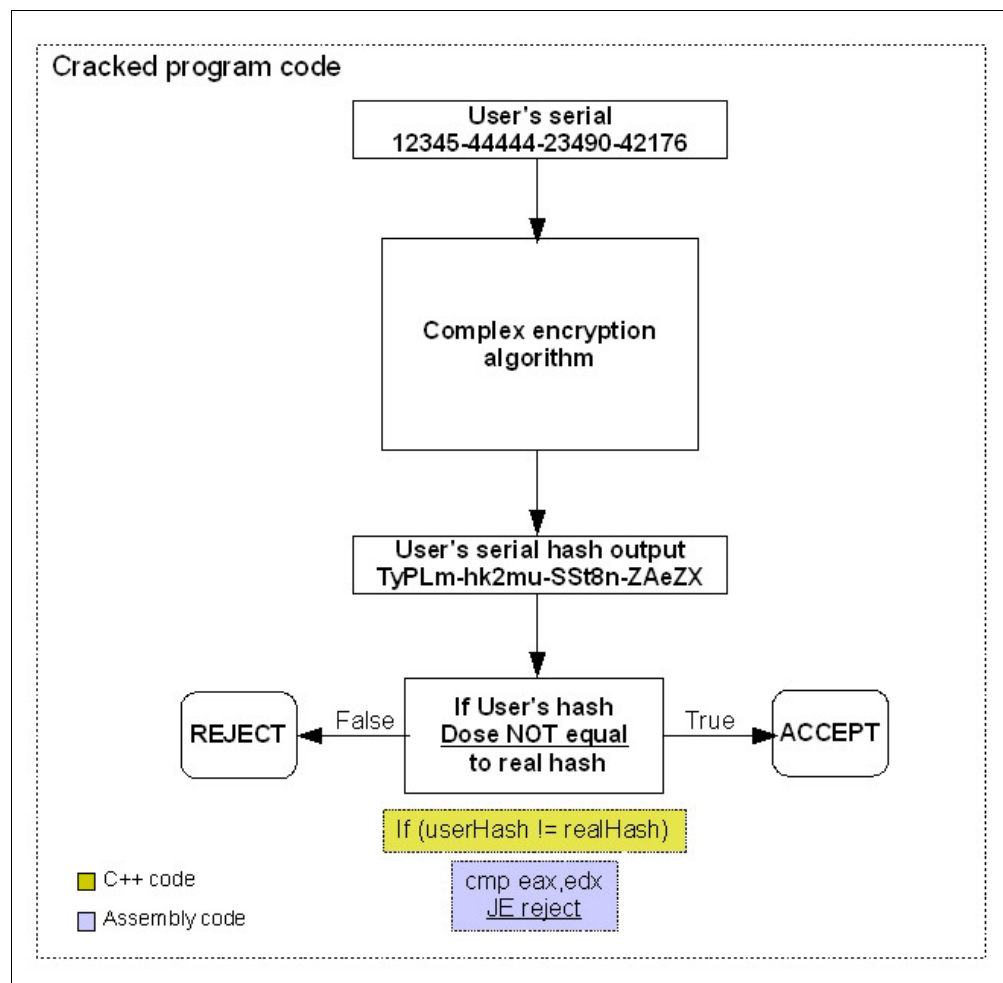 Cracked program code
User's serial
12345-44444-23490-42176
Complex encryption
algorithm
User's serial hash output
TyPLm-hk2mu-SSt8n-ZAeZX
If User's hash
Dose NOT equal
to real hash
REJECT
False
True
ACCEPT
If (userHash != realHash)
cmp eax,edx
JE reject
C++ code
Assembly code